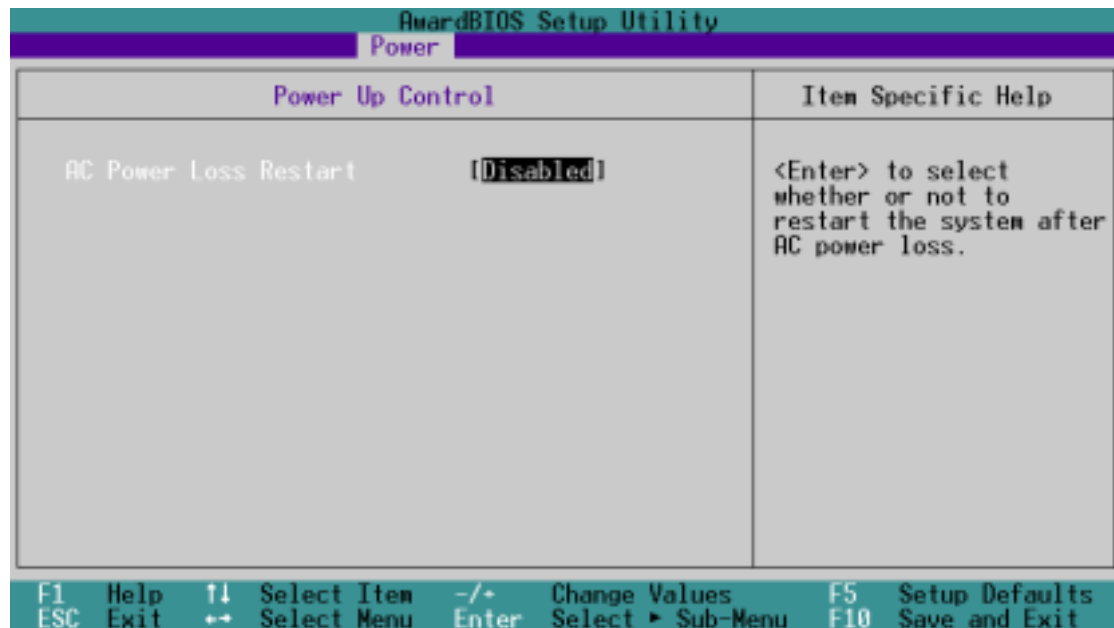 AwardBIOS Setup Utility
Power
Power Up Control
Item Specific Help
AC Power Loss Restart [Disabled]
<Enter> to select
whether or not to
restart the system after
AC power loss.
F1 Help ↑↓ Select Item -/+ Change Values F5 Setup Defaults
ESC Exit ←→ Select Menu Enter Select ► Sub-Menu F10 Save and Exit